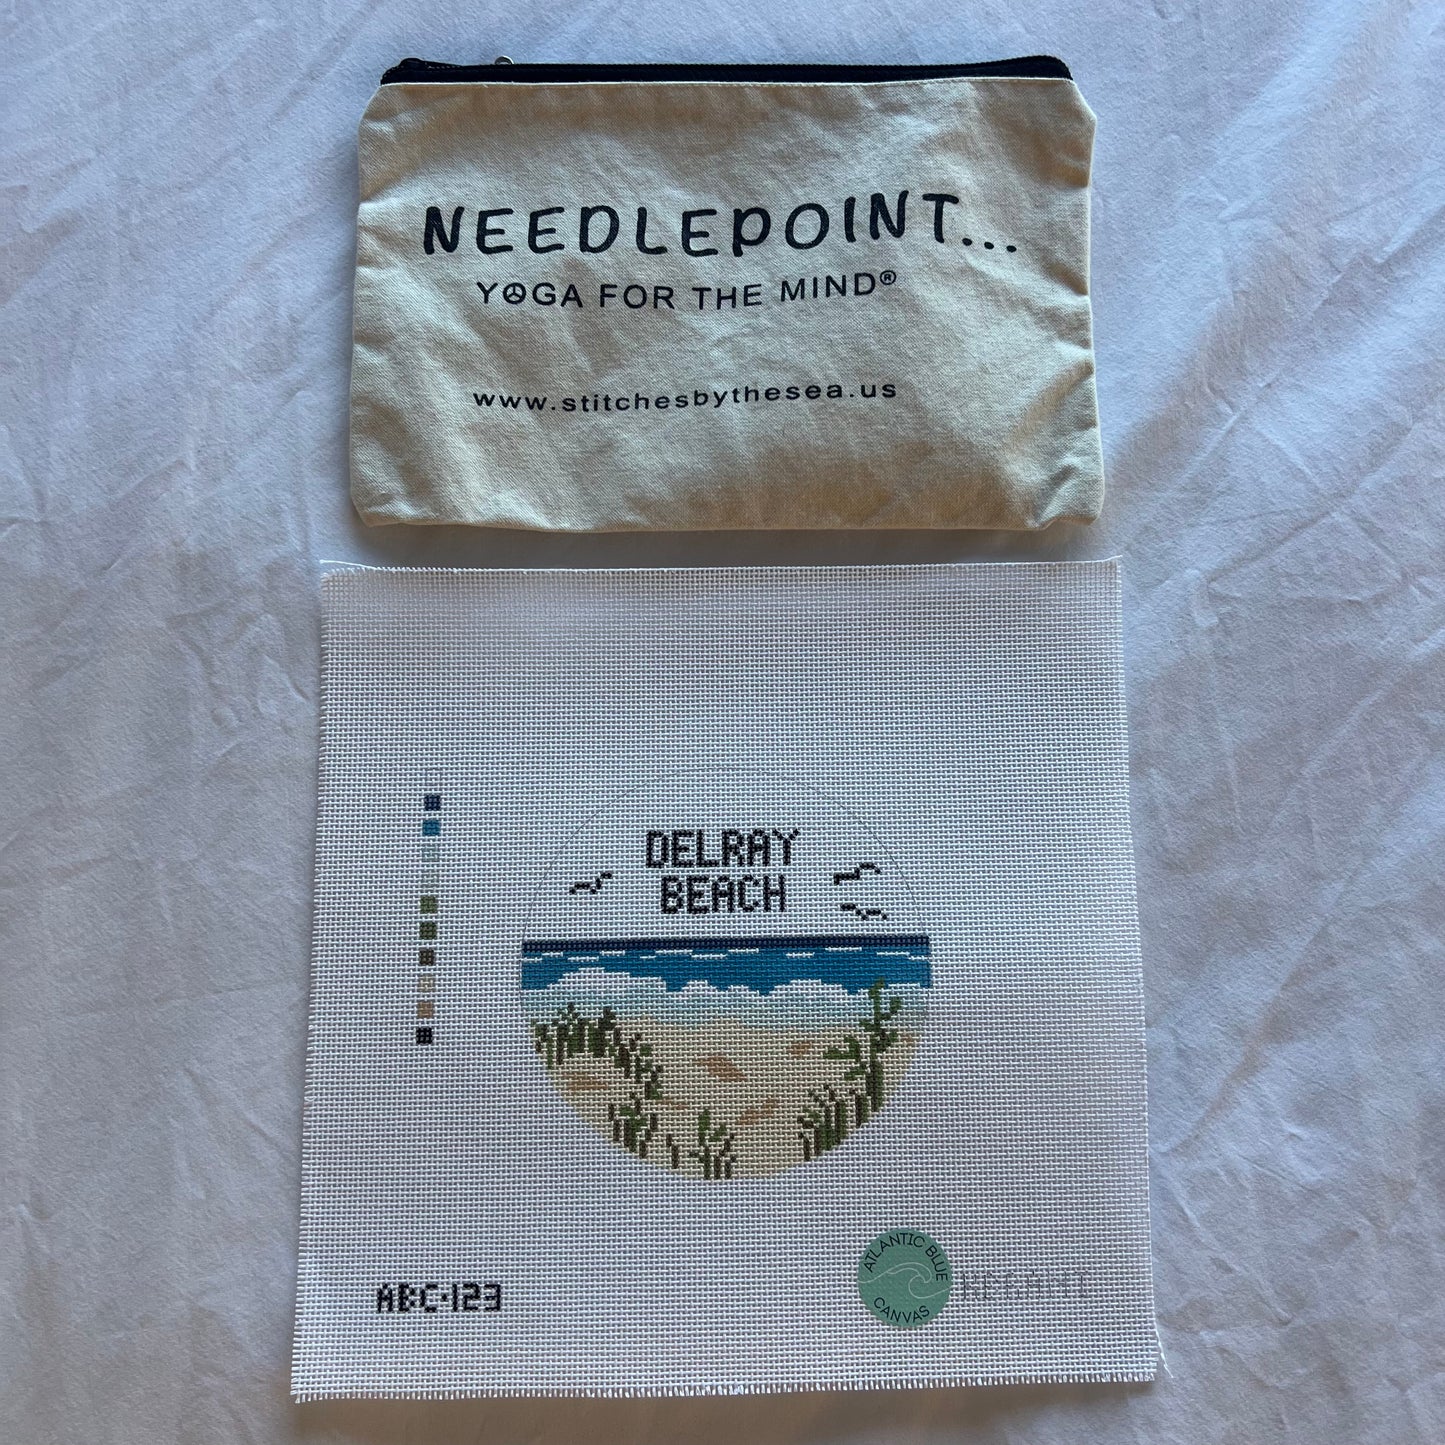 NEEDLEPOINT...
YOGA FOR THE MIND®
www.stitchesbythesea.us
DELRAY
BEACH
ABC·123
ATLANTIC BLUE
CANVAS